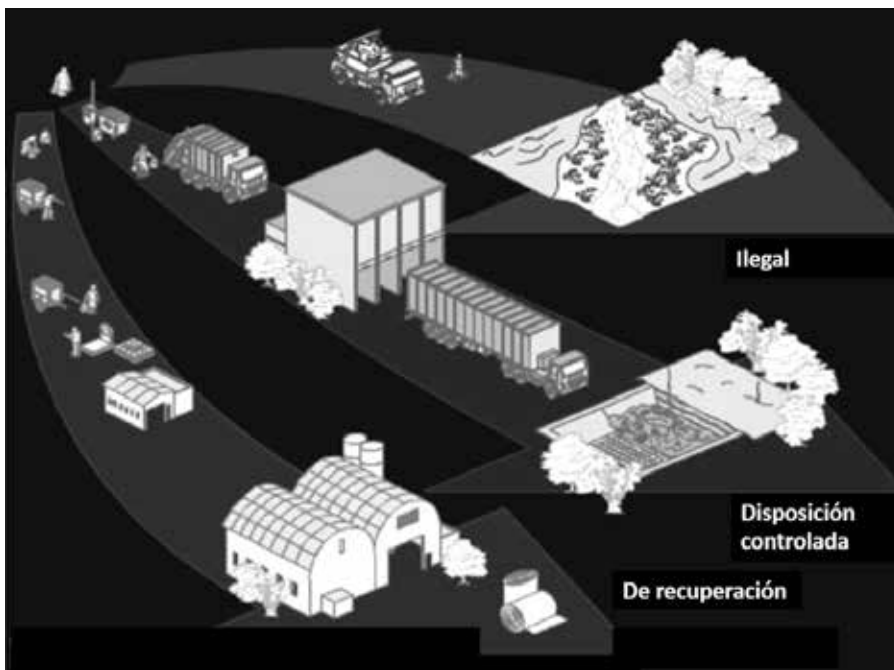 Ilegal
Disposición
controlada
De recuperación